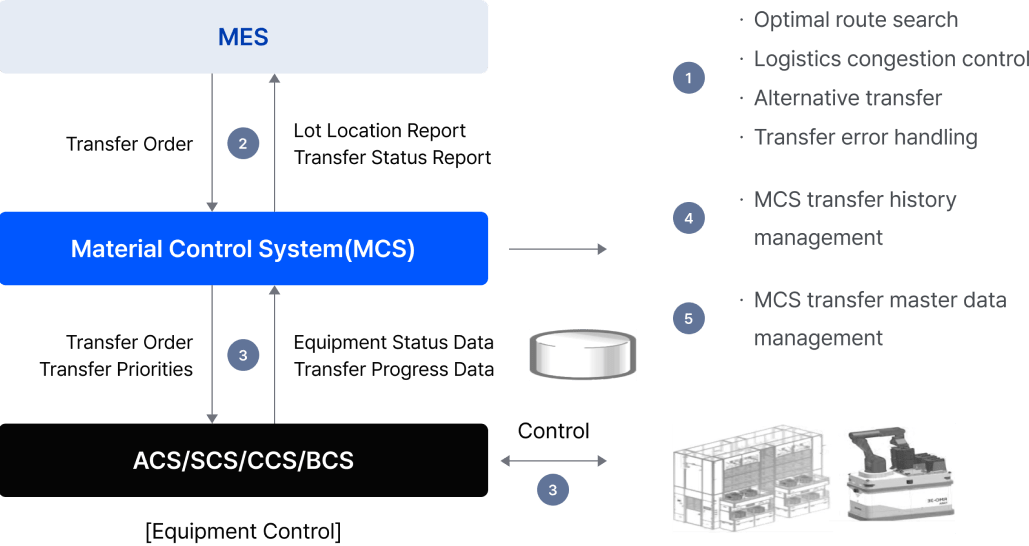 MES
Transfer Order
2
Lot Location Report
Transfer Status Report
Material Control System(MCS)
Transfer Order
Transfer Priorities
3
Equipment Status Data
Transfer Progress Data
ACS/SCS/CCS/BCS
[Equipment Control]
Control
3
1
· Optimal route search
· Logistics congestion control
· Alternative transfer
· Transfer error handling
4
· MCS transfer history
management
5
· MCS transfer master data
management